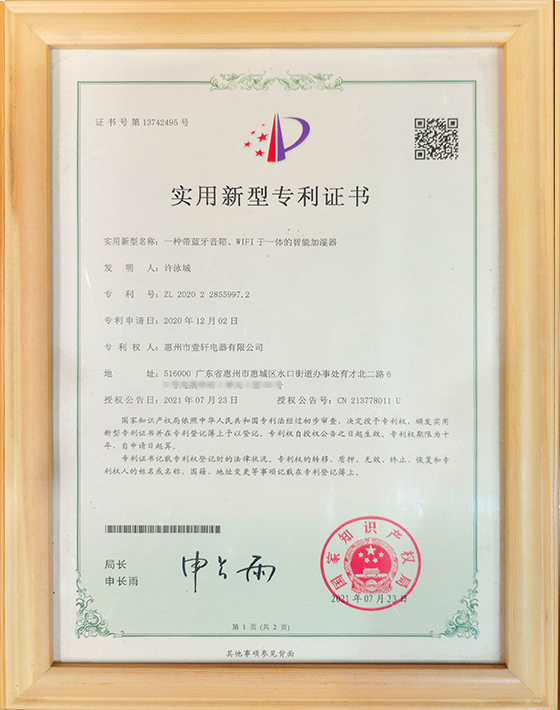 证书号第13742495号
实用新型专利证书
实用新型名称：一种带蓝牙音箱、WIFI于一体的智能加湿器
发 明 人：许泳城
专 利 号：ZL 2020 2 2855997.2
专利申请日：2020年12月02日
专 利 权 人：惠州市壹轩电器有限公司
地 址：516000 广东省惠州市惠城区水口街道办事处育才北二路6
授权公告日：2021年07月23日 授权公告号：CN 213778011 U
国家知识产权局依照中华人民共和国专利法经过初步审查，决定授予专利权，颁发实用
新型专利证书并在专利登记簿上予以登记。专利权自授权公告之日起生效。专利权期限为十
年，自申请日起算。
专利证书记载专利权登记时的法律状况。专利权的转移、质押、无效、终止、恢复和专利
权人的姓名或名称、国籍、地址变更等事项记载在专利登记簿上。
局长
申长雨
申长雨
国家知识产权局
2021年07月23日
第 1 页 (共 2 页)
其他事项参见背面